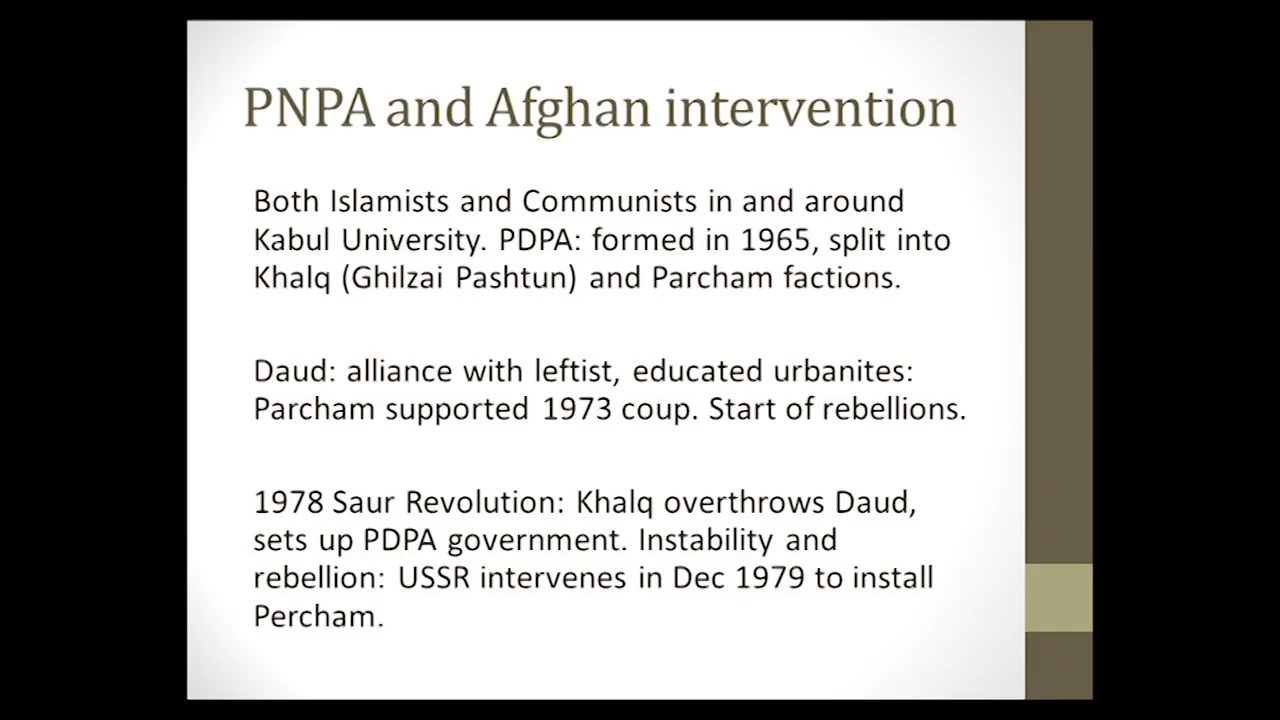 PNPA and Afghan intervention
Both Islamists and Communists in and around
Kabul University. PDPA: formed in 1965, split into
Khalq (Ghilzai Pashtun) and Parcham factions.
Daud: alliance with leftist, educated urbanites:
Parcham supported 1973 coup. Start of rebellions.
1978 Saur Revolution: Khalq overthrows Daud,
sets up PDPA government. Instability and
rebellion: USSR intervenes in Dec 1979 to install
Percham.